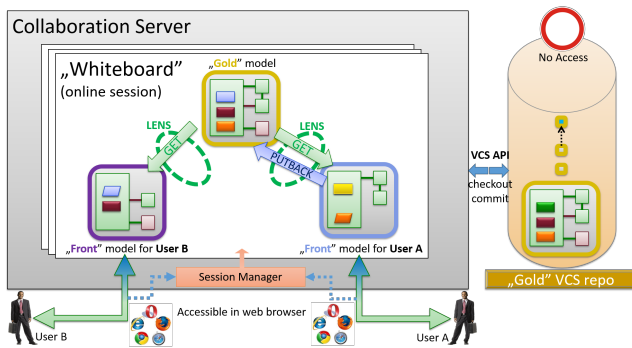 Collaboration Server
„Whiteboard”
(online session)
„Gold” model
LENS
LENS
GET
GET
PUTBACK
„Front” model for User B
„Front” model for User A
Session Manager
Accessible in web browser
User B
User A
VCS API
checkout
commit
No Access
„Gold” VCS repo